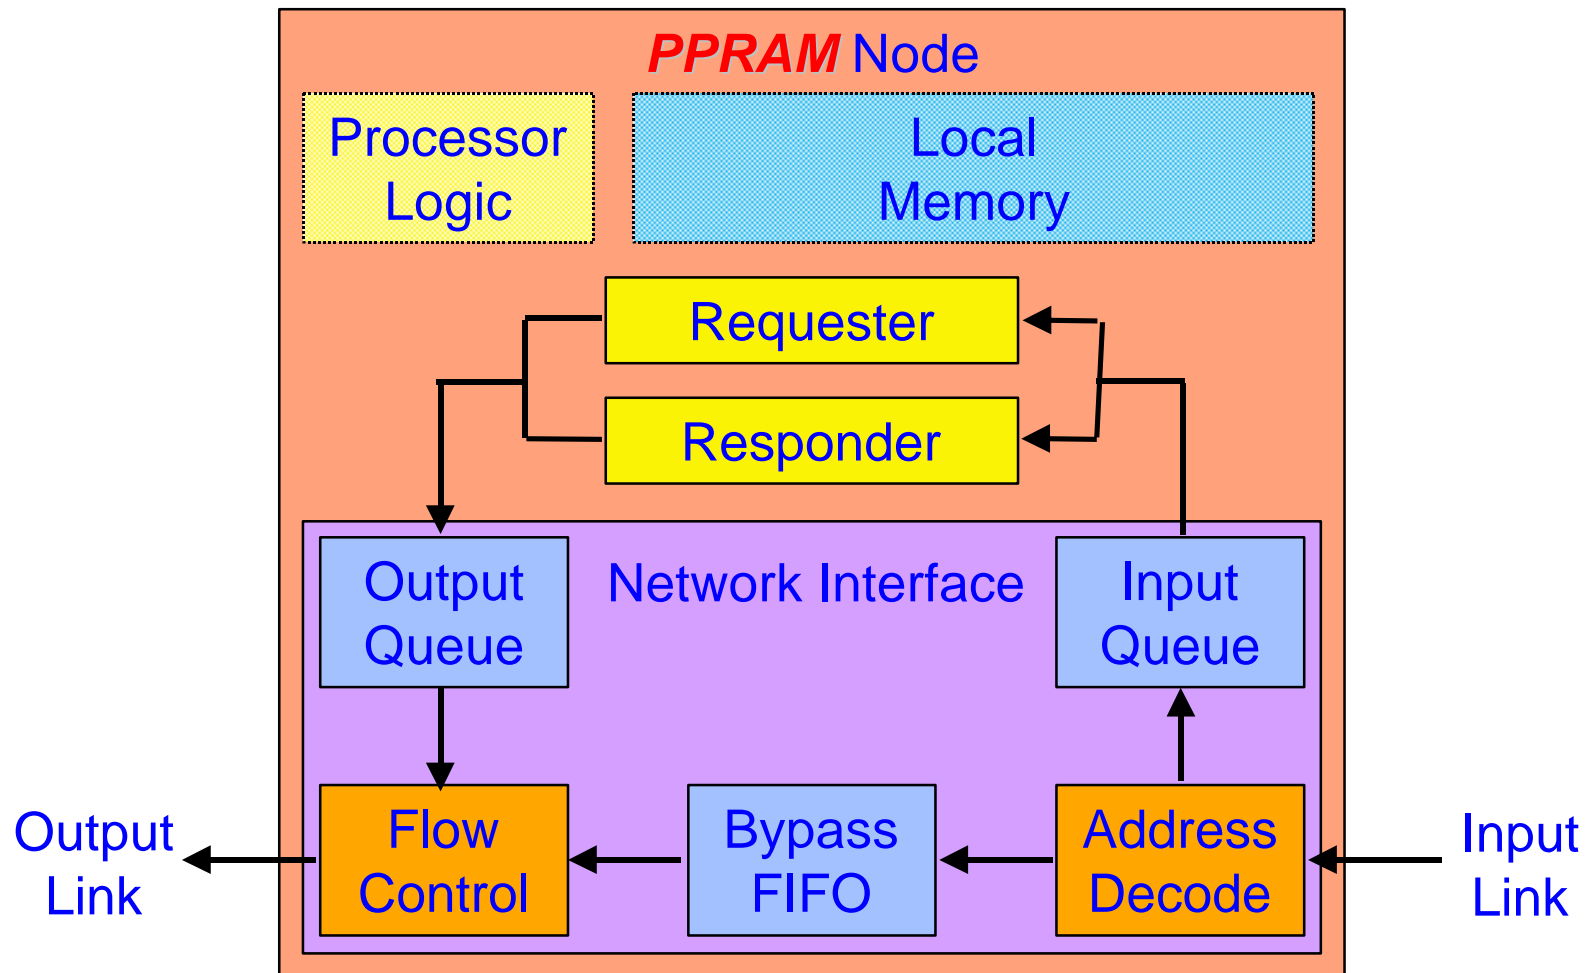 PPRAM Node
Processor
Logic
Local
Memory
Requester
Responder
Output
Queue
Network Interface
Input
Queue
Output
Link
Flow
Control
Bypass
FIFO
Address
Decode
Input
Link